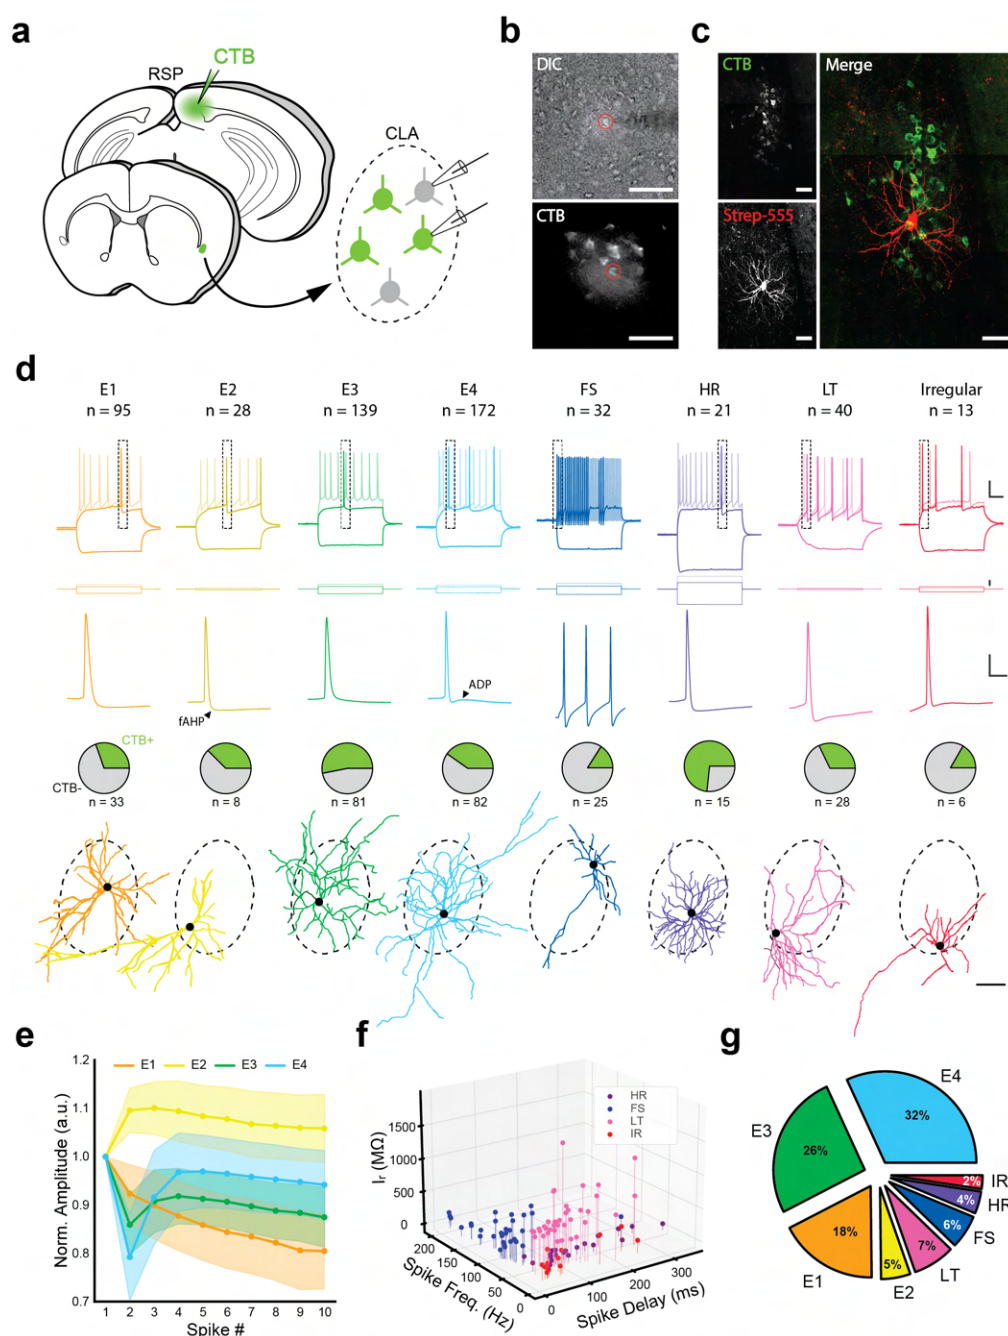 a
CTB
RSP
CLA
b
DIC
CTB
c
CTB
Merge
Strep-555
d
E1
n = 95
E2
n = 28
E3
n = 139
E4
n = 172
FS
n = 32
HR
n = 21
LT
n = 40
Irregular
n = 13
fAHP
ADP
CTB+
CTB-
n = 33
n = 8
n = 81
n = 82
n = 25
n = 15
n = 28
n = 6
e
E1 E2 E3 E4
Norm. Amplitude (a.u.)
1.2
1.1
1.0
0.9
0.8
0.7
1 2 3 4 5 6 7 8 9 10
Spike #
f
HR
FS
LT
IR
Ir (MΩ)
1500
1000
500
0
200
150
100
50
0
Spike Freq. (Hz)
0
100
200
300
Spike Delay (ms)
g
E4
32%
E3
26%
E1
18%
E2
5%
LT
7%
FS
6%
HR
4%
IR
2%